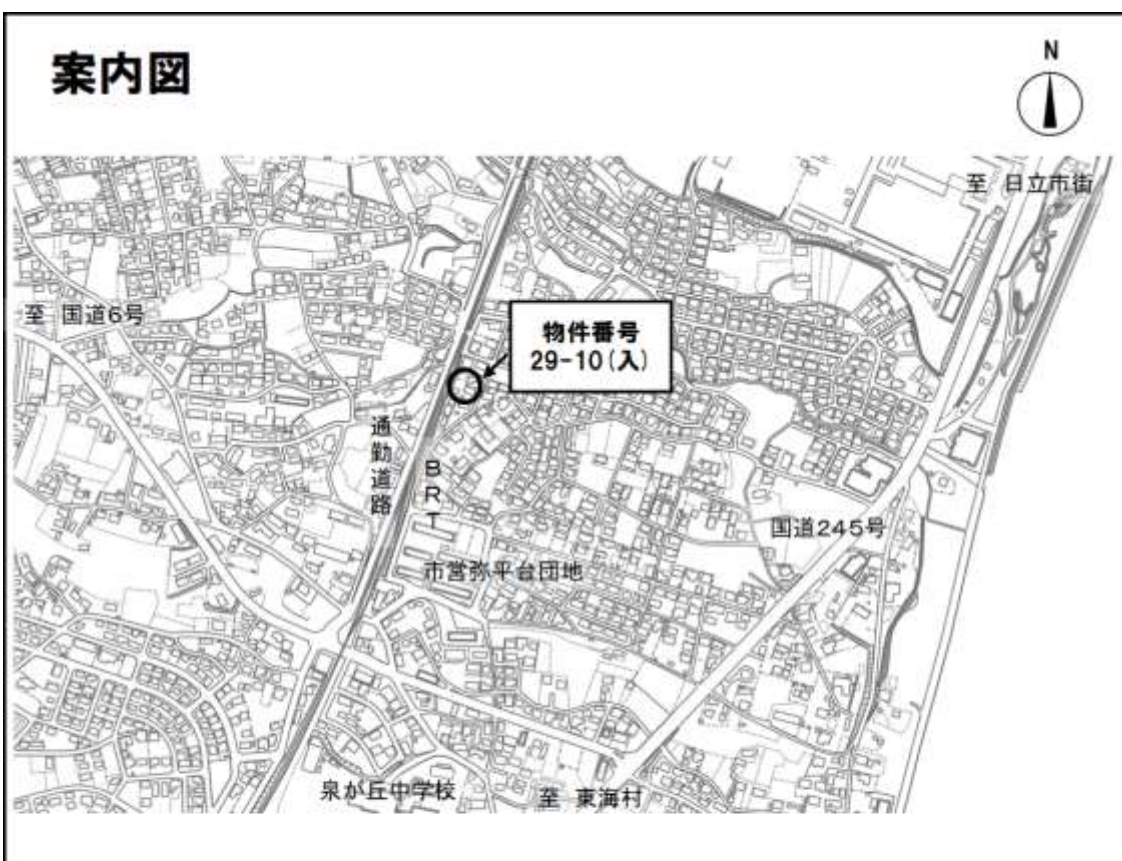 案内図
N
至 日立市街
至 国道6号
物件番号
29-10(入)
通勤道路
BRT
国道245号
市営弥平台団地
泉が丘中学校
至 東海村